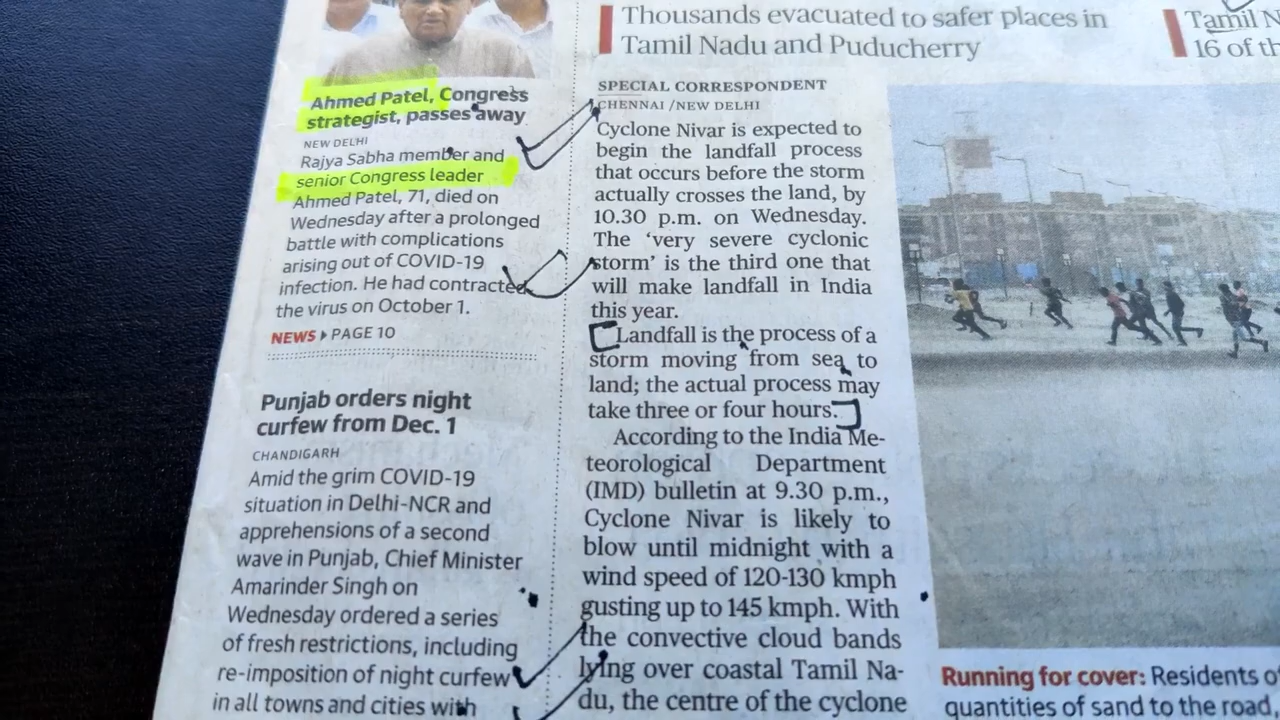 Thousands evacuated to safer places in
Tamil Nadu and Puducherry
Tamil N
16 of th
Ahmed Patel, Congress
strategist, passes away
NEW DELHI
Rajya Sabha member and
senior Congress leader
Ahmed Patel, 71, died on
Wednesday after a prolonged
battle with complications
arising out of COVID-19
infection. He had contracted
the virus on October 1.
NEWS PAGE 10
Punjab orders night
curfew from Dec. 1
CHANDIGARH
Amid the grim COVID-19
situation in Delhi-NCR and
apprehensions of a second
wave in Punjab, Chief Minister
Amarinder Singh on
Wednesday ordered a series
of fresh restrictions, including
re-imposition of night curfew
in all towns and cities with
SPECIAL CORRESPONDENT
CHENNAI/NEW DELHI
Cyclone Nivar is expected to
begin the landfall process
that occurs before the storm
actually crosses the land, by
10.30 p.m. on Wednesday.
The ‘very severe cyclonic
storm’ is the third one that
will make landfall in India
this year.
Landfall is the process of a
storm moving from sea to
land; the actual process may
take three or four hours.
According to the India Me-
teorological Department
(IMD) bulletin at 9.30 p.m.,
Cyclone Nivar is likely to
blow until midnight with a
wind speed of 120-130 kmph
gusting up to 145 kmph. With
the convective cloud bands
lying over coastal Tamil Na-
du, the centre of the cyclone
Running for cover: Residents o
quantities of sand to the road,